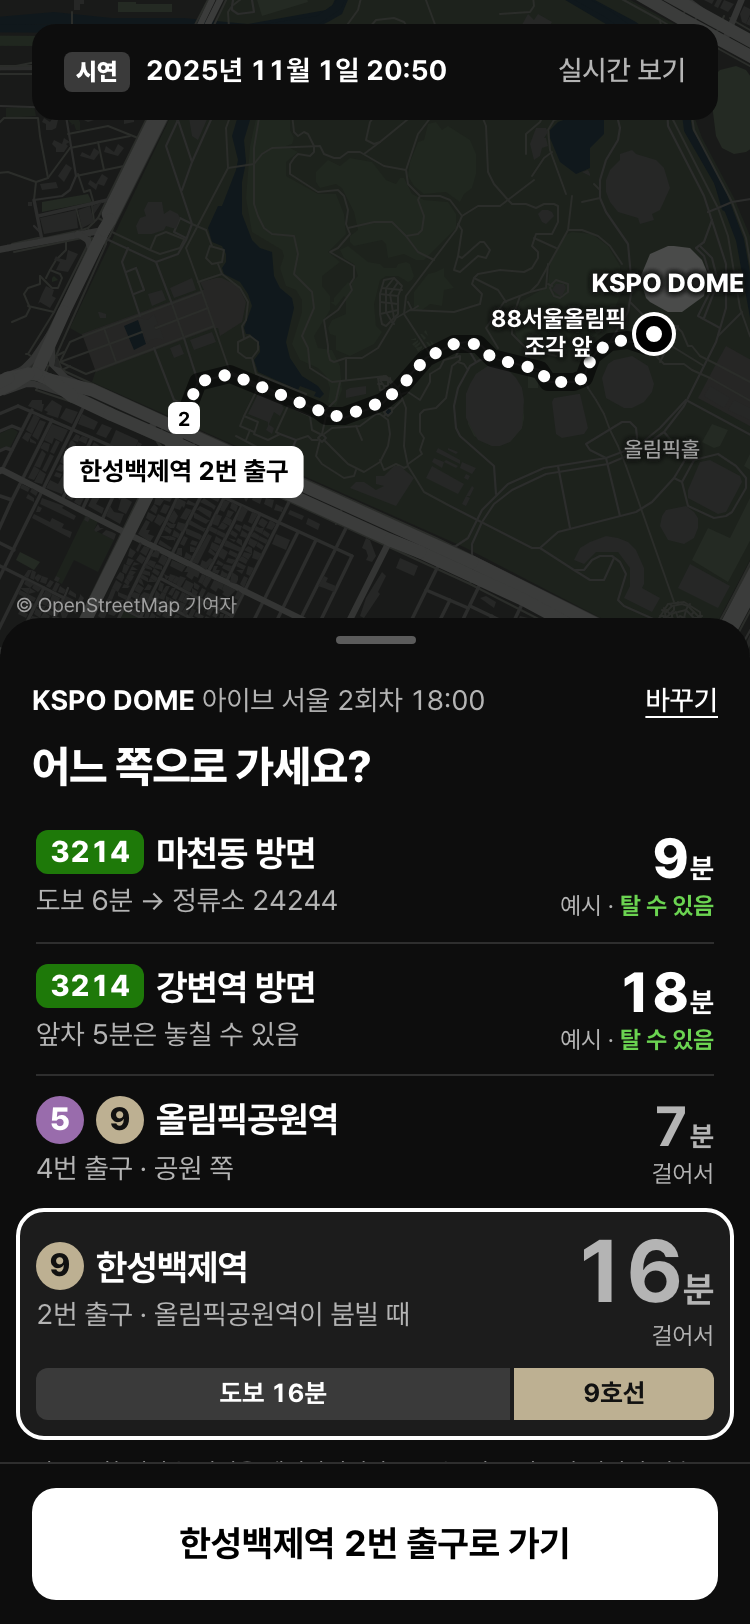 시연 2025년 11월 1일 20:50 실시간 보기
KSPO DOME
88서울올림픽
조각 앞
2
한성백제역 2번 출구
올림픽홀
© OpenStreetMap 기여자
KSPO DOME 아이브 서울 2회차 18:00 바꾸기
어느 쪽으로 가세요?
3214 마천동 방면 9분
도보 6분 → 정류소 24244 예시 · 탈 수 있음
3214 강변역 방면 18분
앞차 5분은 놓칠 수 있음 예시 · 탈 수 있음
5 9 올림픽공원역 7분
4번 출구 · 공원 쪽 걸어서
9 한성백제역 16분
2번 출구 · 올림픽공원역이 붐빌 때 걸어서
도보 16분 9호선
한성백제역 2번 출구로 가기